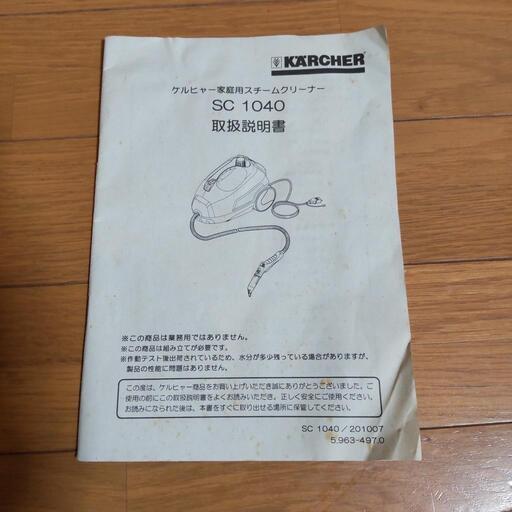 KÄRCHER
ケルヒャー家庭用スチームクリーナー
SC 1040
取扱説明書
※この商品は業務用ではありません。
※この商品は組み立てが必要です。
※作動テスト後出荷されているため、水分が多少残っている場合がありますが、
製品の性能に問題はありません。
この度は、ケルヒャー商品をお買い上げいただき誠にありがとうございました。ご
使用の前にこの取扱説明書をよくお読みいただき、正しく安全にご使用ください。
お読みになられた後は、本書をすぐに取り出せる場所に保管してください。
SC 1040/201007
5.963-497.0